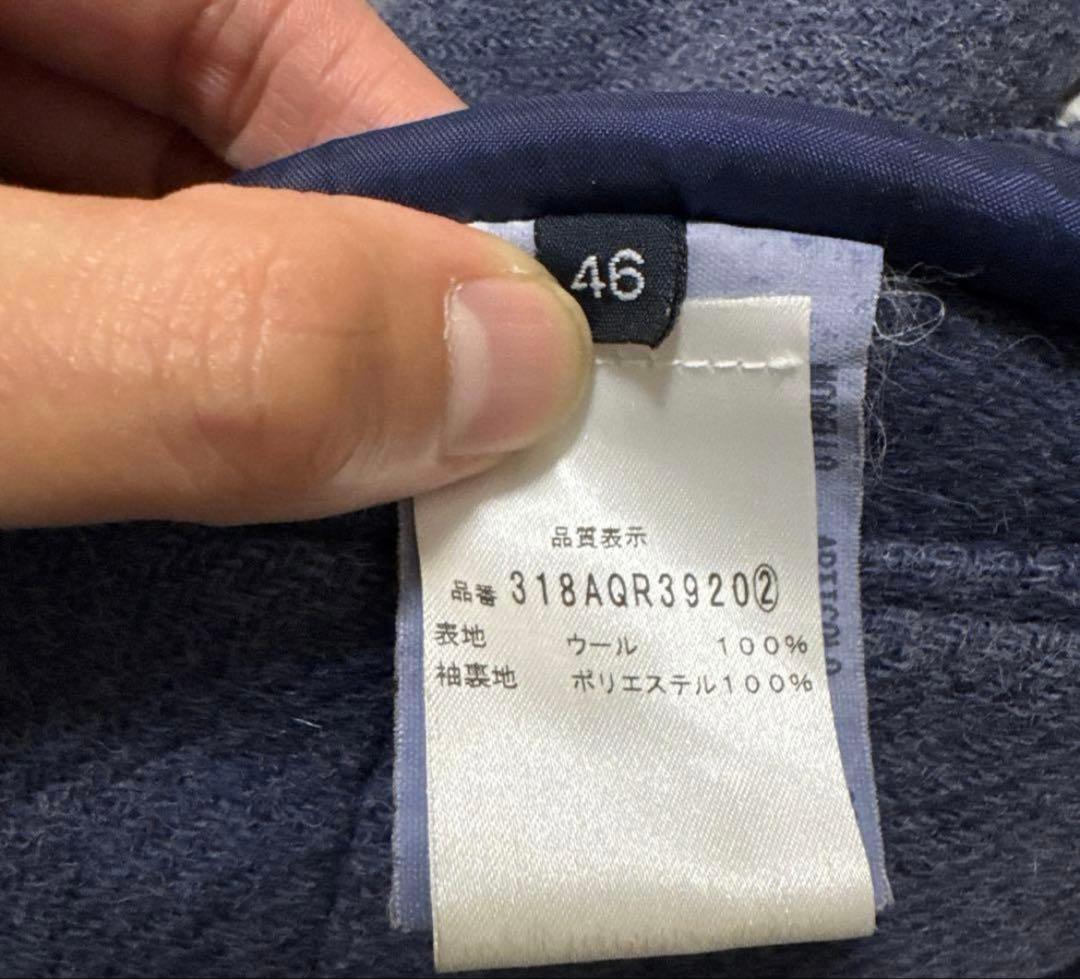 46
品質表示
品番 318AQR3920②
表地 ウール 100%
袖裏地 ポリエステル100%